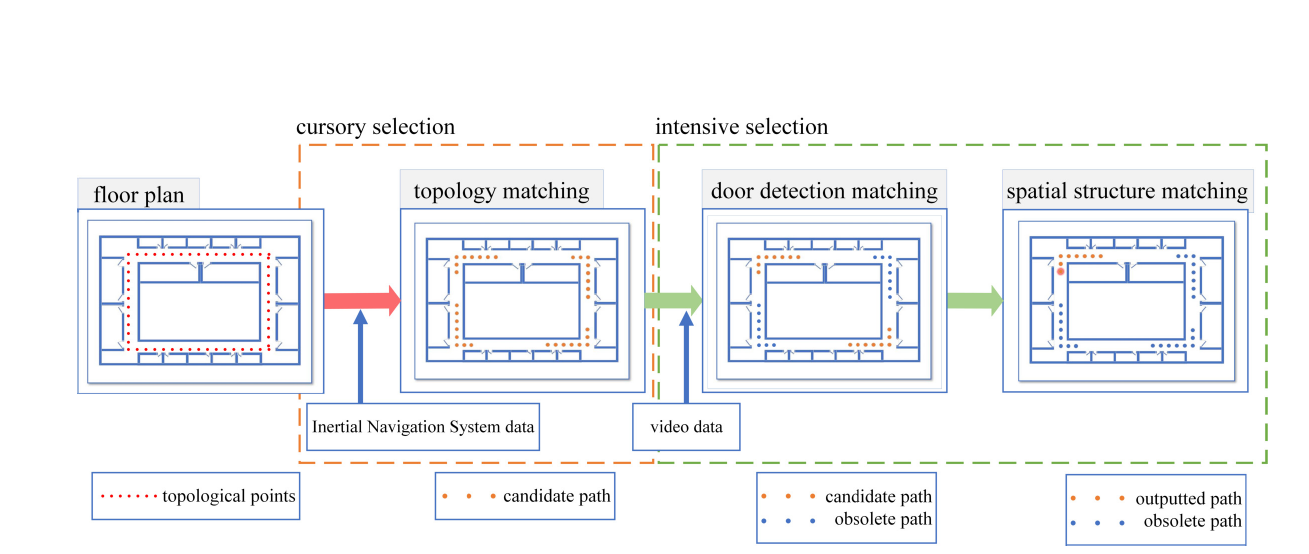 cursory selection
intensive selection
floor plan
topology matching
door detection matching
spatial structure matching
Inertial Navigation System data
video data
topological points
candidate path
candidate path
obsolete path
outputted path
obsolete path